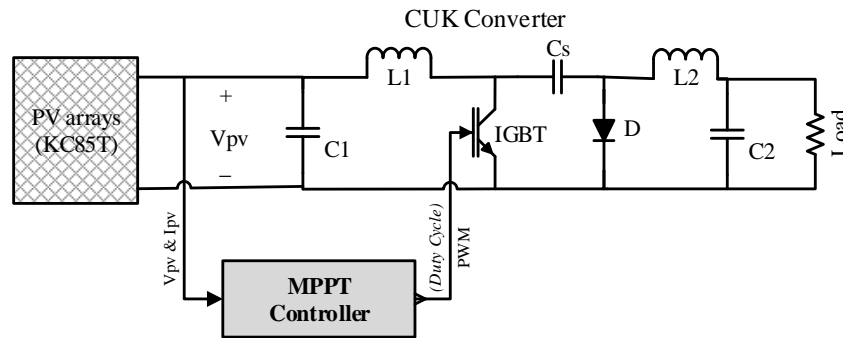 CUK Converter
Cs
L1
L2
PV arrays
(KC85T)
+
Vpv
–
C1
IGBT
D
C2
Load
Vpv & Ipv
(Duty Cycle)
PWM
MPPT
Controller